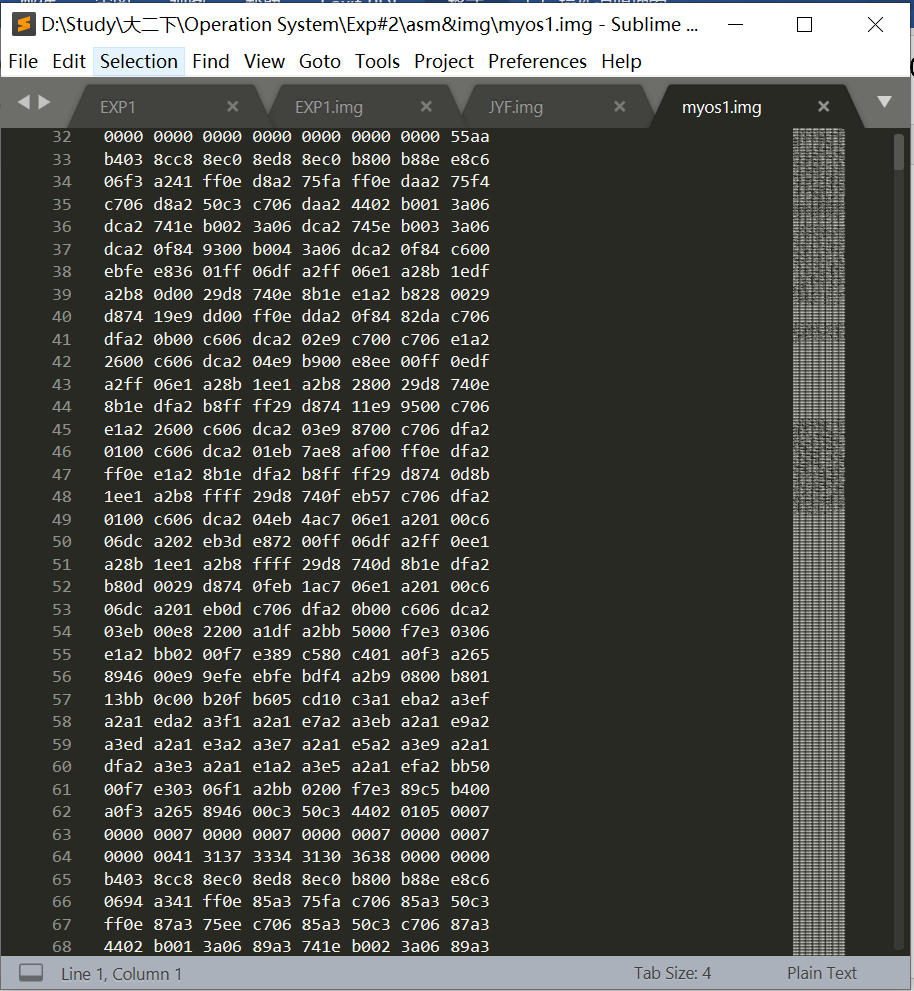 D:\Study\大二下\Operation System\Exp#2\asm&img\myos1.img - Sublime ...
File Edit Selection Find View Goto Tools Project Preferences Help
EXP1 EXP1.img JYF.img myos1.img
32 0000 0000 0000 0000 0000 0000 0000 55aa
33 b403 8cc8 8ec0 8ed8 8ec0 b800 b88e e8c6
34 06f3 a241 ff0e d8a2 75fa ff0e daa2 75f4
35 c706 d8a2 50c3 c706 daa2 4402 b001 3a06
36 dca2 741e b002 3a06 dca2 745e b003 3a06
37 dca2 0f84 9300 b004 3a06 dca2 0f84 c600
38 ebfe e836 01ff 06df a2ff 06e1 a28b 1edf
39 a2b8 0d00 29d8 740e 8b1e e1a2 b828 0029
40 d874 19e9 dd00 ff0e dda2 0f84 82da c706
41 dfa2 0b00 c606 dca2 02e9 c700 c706 e1a2
42 2600 c606 dca2 04e9 b900 e8ee 00ff 0edf
43 a2ff 06e1 a28b 1ee1 a2b8 2800 29d8 740e
44 8b1e dfa2 b8ff ff29 d874 11e9 9500 c706
45 e1a2 2600 c606 dca2 03e9 8700 c706 dfa2
46 0100 c606 dca2 01eb 7ae8 af00 ff0e dfa2
47 ff0e e1a2 8b1e dfa2 b8ff ff29 d874 0d8b
48 1ee1 a2b8 ffff 29d8 740f eb57 c706 dfa2
49 0100 c606 dca2 04eb 4ac7 06e1 a201 00c6
50 06dc a202 eb3d e872 00ff 06df a2ff 0ee1
51 a28b 1ee1 a2b8 ffff 29d8 740d 8b1e dfa2
52 b80d 0029 d874 0feb 1ac7 06e1 a201 00c6
53 06dc a201 eb0d c706 dfa2 0b00 c606 dca2
54 03eb 00e8 2200 a1df a2bb 5000 f7e3 0306
55 e1a2 bb02 00f7 e389 c580 c401 a0f3 a265
56 8946 00e9 9efe ebfe bdf4 a2b9 0800 b801
57 13bb 0c00 b20f b605 cd10 c3a1 eba2 a3ef
58 a2a1 eda2 a3f1 a2a1 e7a2 a3eb a2a1 e9a2
59 a3ed a2a1 e3a2 a3e7 a2a1 e5a2 a3e9 a2a1
60 dfa2 a3e3 a2a1 e1a2 a3e5 a2a1 efa2 bb50
61 00f7 e303 06f1 a2bb 0200 f7e3 89c5 b400
62 a0f3 a265 8946 00c3 50c3 4402 0105 0007
63 0000 0007 0000 0007 0000 0007 0000 0007
64 0000 0041 3137 3334 3130 3638 0000 0000
65 b403 8cc8 8ec0 8ed8 8ec0 b800 b88e e8c6
66 0694 a341 ff0e 85a3 75fa c706 85a3 50c3
67 ff0e 87a3 75ee c706 85a3 50c3 c706 87a3
68 4402 b001 3a06 89a3 741e b002 3a06 89a3
Line 1, Column 1 Tab Size: 4 Plain Text